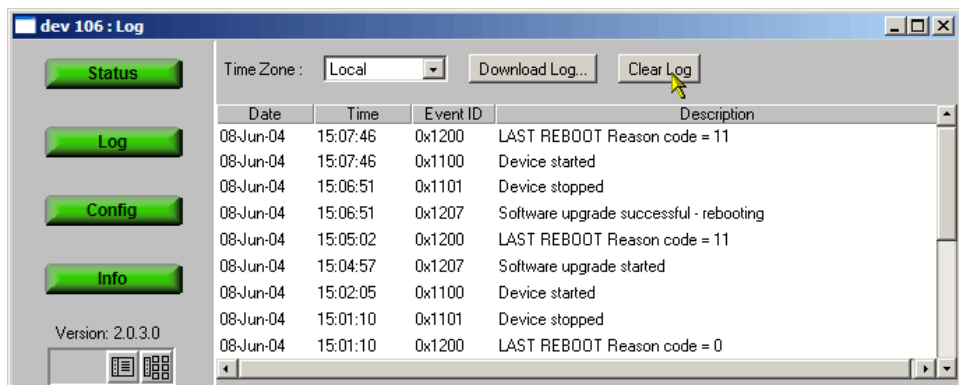 dev 106 : Log
Status
Log
Config
Info
Version: 2.0.3.0
Time Zone : Local Download Log... Clear Log
Date Time Event ID Description
08-Jun-04 15:07:46 0x1200 LAST REBOOT Reason code = 11
08-Jun-04 15:07:46 0x1100 Device started
08-Jun-04 15:06:51 0x1101 Device stopped
08-Jun-04 15:06:51 0x1207 Software upgrade successful - rebooting
08-Jun-04 15:05:02 0x1200 LAST REBOOT Reason code = 11
08-Jun-04 15:04:57 0x1207 Software upgrade started
08-Jun-04 15:02:05 0x1100 Device started
08-Jun-04 15:01:10 0x1101 Device stopped
08-Jun-04 15:01:10 0x1200 LAST REBOOT Reason code = 0